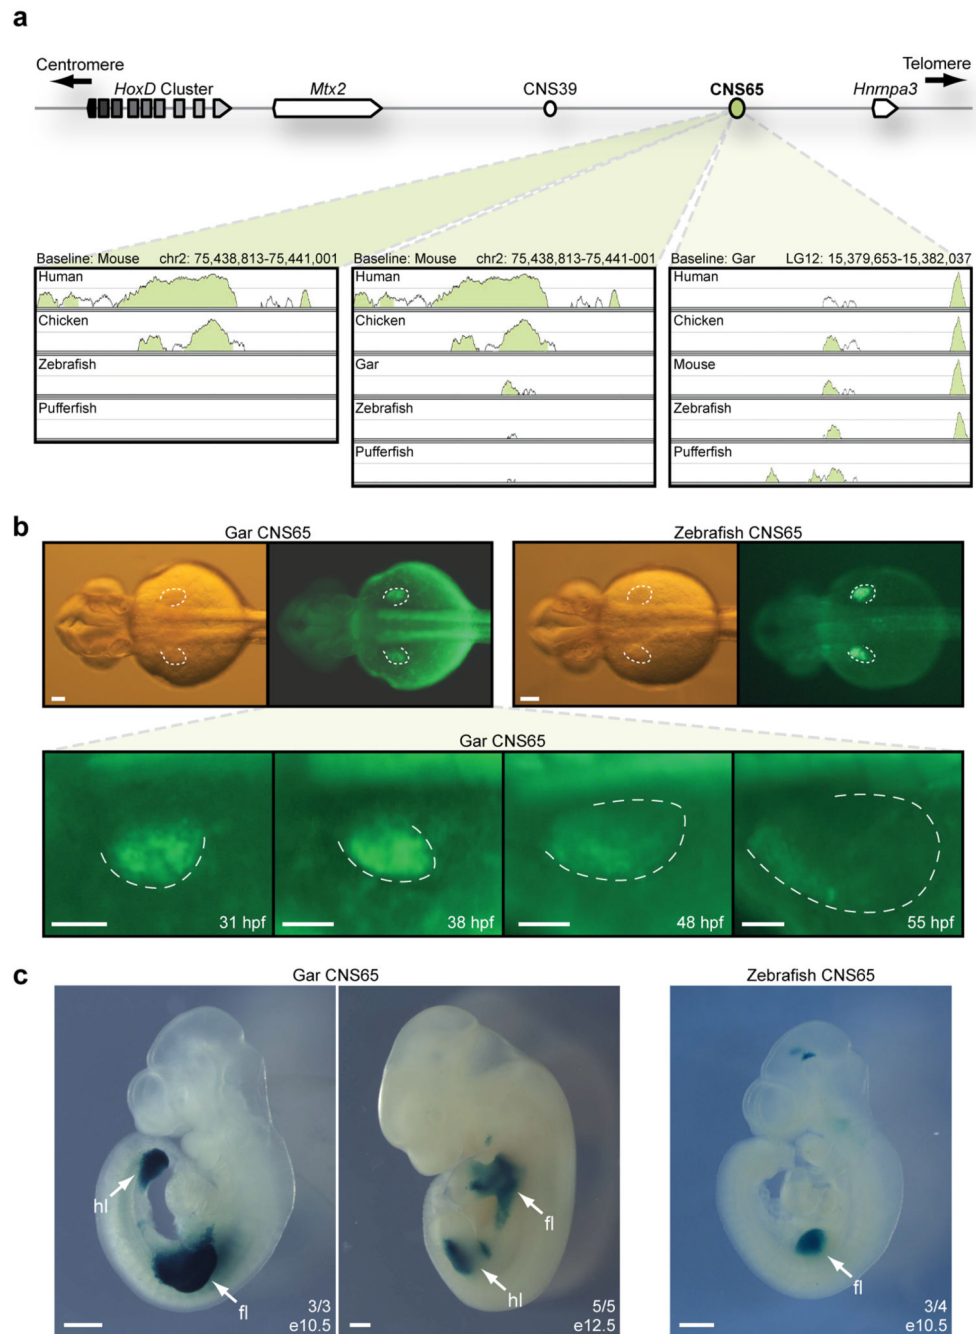 a
Centromere
Telomere
HoxD Cluster
Mtx2
CNS39
CNS65
Hnrnpa3
Baseline: Mouse chr2: 75,438,813-75,441,001
Human
Chicken
Zebrafish
Pufferfish
Baseline: Mouse chr2: 75,438,813-75,441-001
Human
Chicken
Gar
Zebrafish
Pufferfish
Baseline: Gar LG12: 15,379,653-15,382,037
Human
Chicken
Mouse
Zebrafish
Pufferfish
b
Gar CNS65
Zebrafish CNS65
Gar CNS65
31 hpf
38 hpf
48 hpf
55 hpf
c
Gar CNS65
Zebrafish CNS65
hl
fl
3/3
e10.5
fl
hl
5/5
e12.5
fl
3/4
e10.5